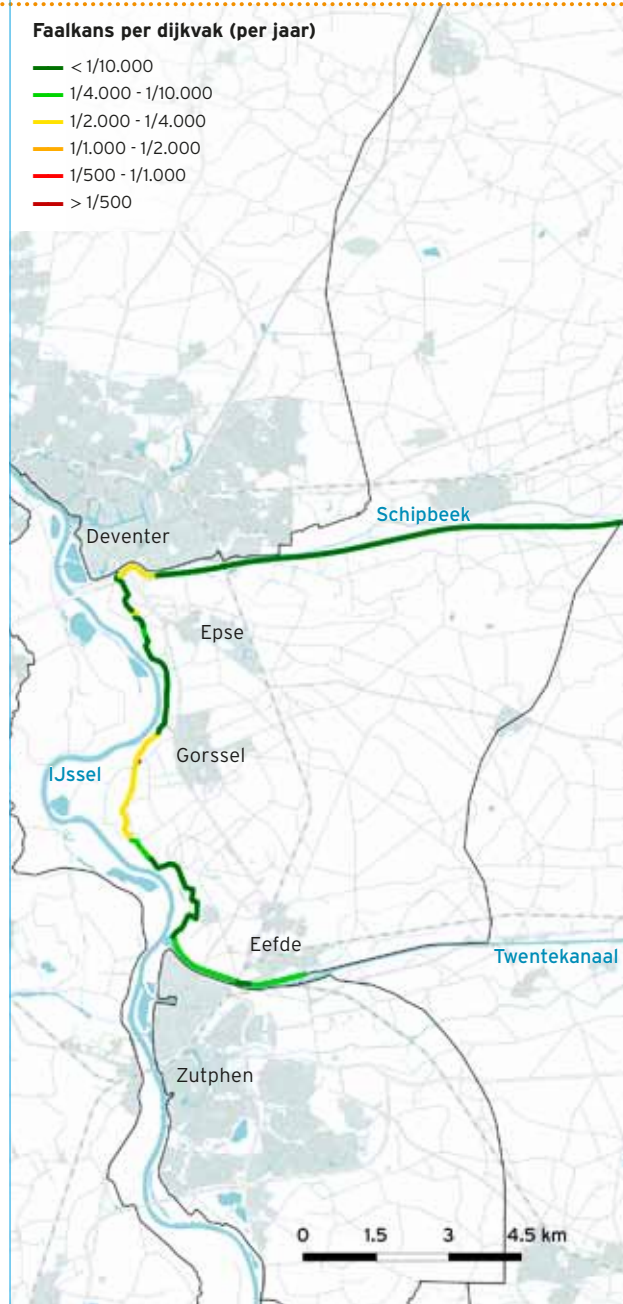 Faalkans per dijkvak (per jaar)
< 1/10.000
1/4.000 - 1/10.000
1/2.000 - 1/4.000
1/1.000 - 1/2.000
1/500 - 1/1.000
> 1/500
Schipbeek
Deventer
Epse
Gorssel
IJssel
Eefde
Twentekanaal
Zutphen
0 1.5 3 4.5 km